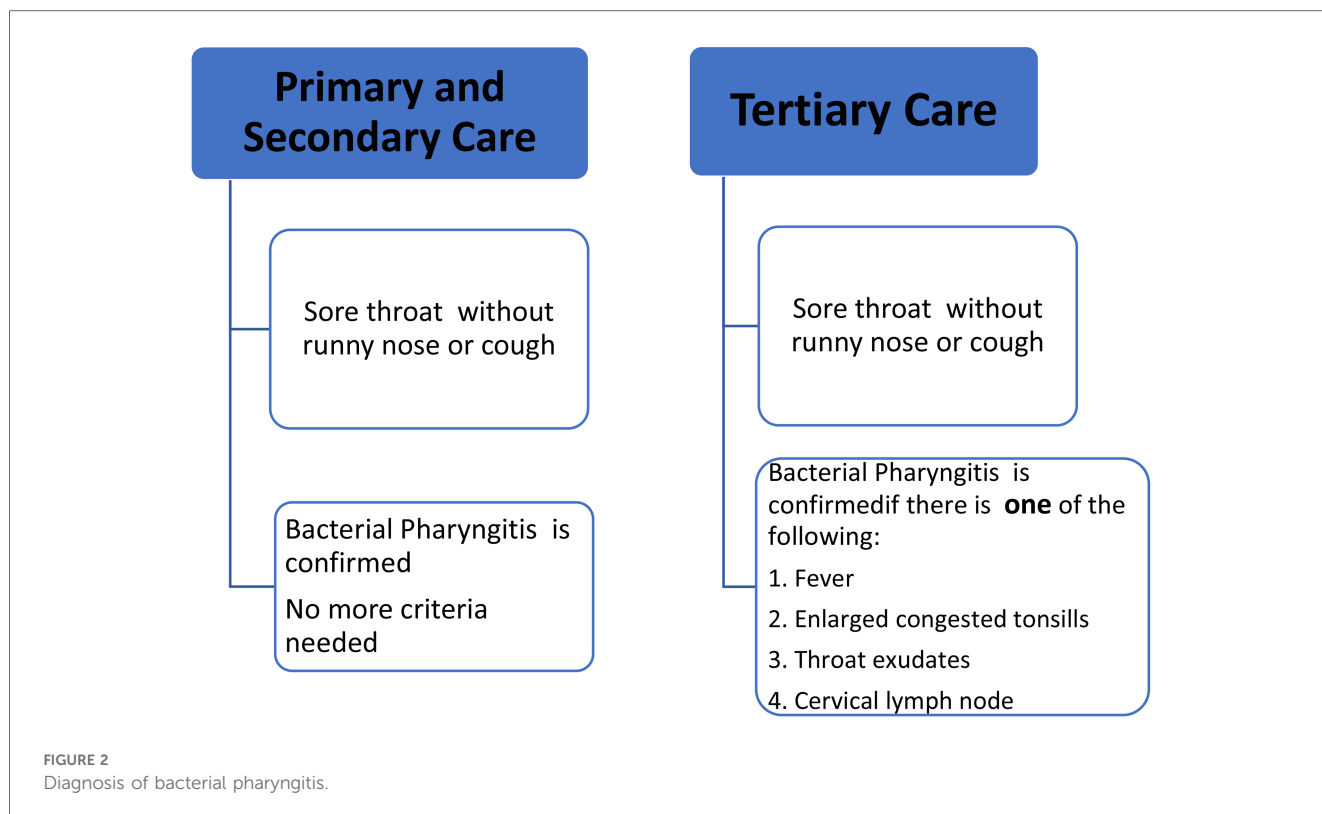 Primary and
Secondary Care
Sore throat  without
runny nose or cough
Bacterial Pharyngitis  is
confirmed
No more criteria
needed
Tertiary Care
Sore throat  without
runny nose or cough
Bacterial Pharyngitis  is
confirmedif there is  one of the
following:
1. Fever
2. Enlarged congested tonsills
3. Throat exudates
4. Cervical lymph node
FIGURE 2
Diagnosis of bacterial pharyngitis.